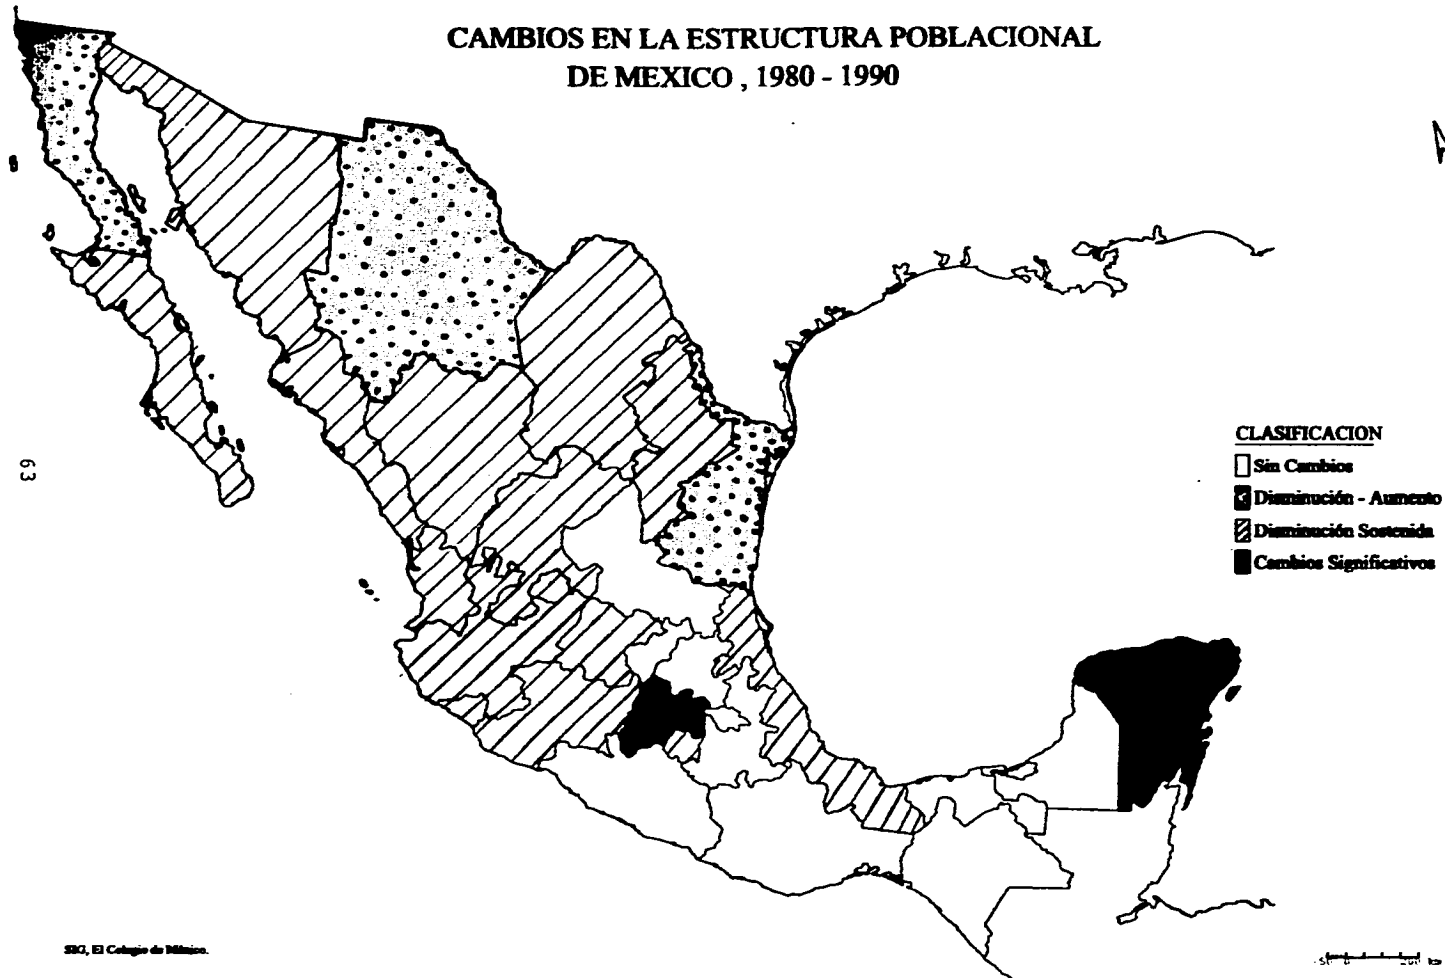 CAMBIOS EN LA ESTRUCTURA POBLACIONAL
DE MEXICO , 1980 - 1990
63
CLASIFICACION
Sin Cambios
Disminución - Aumento
Disminución Sostenida
Cambios Significativos
SIG, El Colegio de México.
km